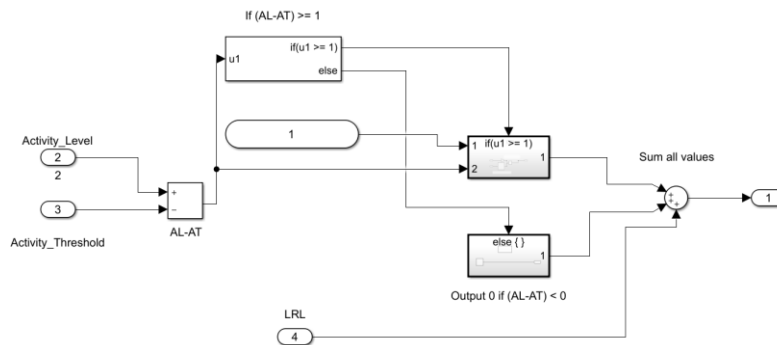 If (AL-AT) >= 1
u1
if(u1 >= 1)
else
1
Activity_Level
2
2
3
Activity_Threshold
+
−
AL-AT
if(u1 >= 1)
1
2
1
Sum all values
+
+
+
1
else { }
1
Output 0 if (AL-AT) < 0
LRL
4